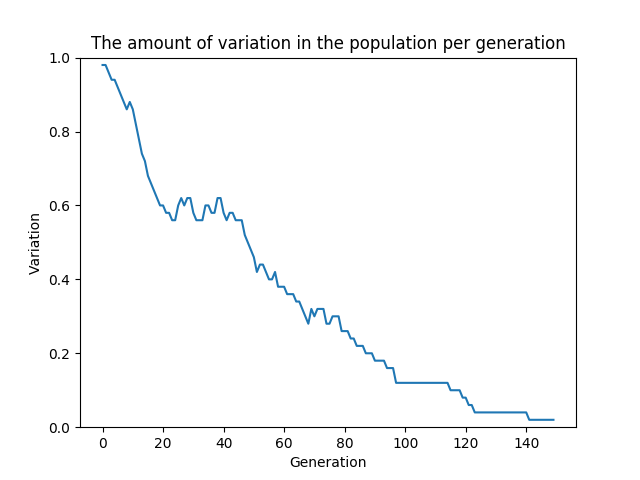 The amount of variation in the population per generation
1.0
0.8
0.6
0.4
0.2
0.0
Variation
0 20 40 60 80 100 120 140
Generation